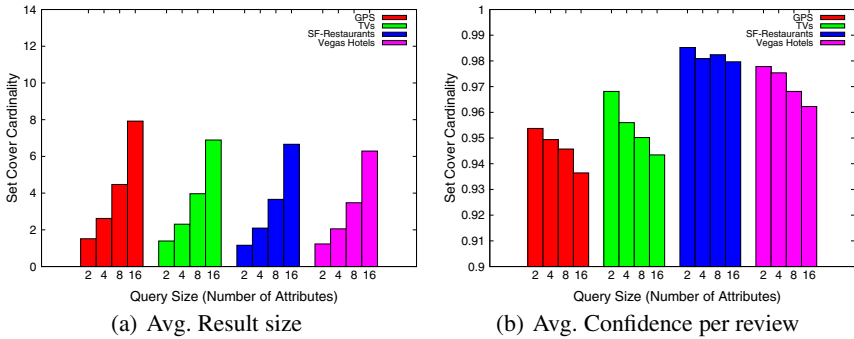 14
12
10
8
6
4
2
0
Set Cover Cardinality
GPS
TVs
SF-Restaurants
Vegas Hotels
2 4 8 16 2 4 8 16 2 4 8 16 2 4 8 16
Query Size (Number of Attributes)
(a) Avg. Result size
1
0.99
0.98
0.97
0.96
0.95
0.94
0.93
0.92
0.91
0.9
Set Cover Cardinality
GPS
TVs
SF-Restaurants
Vegas Hotels
2 4 8 16 2 4 8 16 2 4 8 16 2 4 8 16
Query Size (Number of Attributes)
(b) Avg. Confidence per review